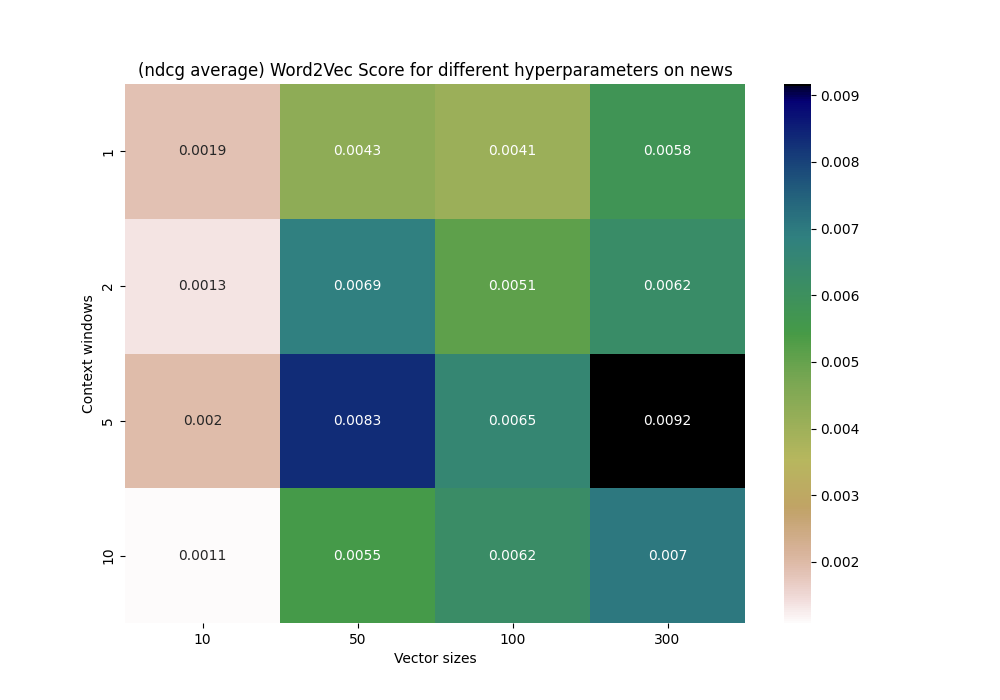 (ndcg average) Word2Vec Score for different hyperparameters on news
Context windows
1 0.0019 0.0043 0.0041 0.0058
2 0.0013 0.0069 0.0051 0.0062
5 0.002 0.0083 0.0065 0.0092
10 0.0011 0.0055 0.0062 0.007
10 50 100 300
Vector sizes
0.009
0.008
0.007
0.006
0.005
0.004
0.003
0.002